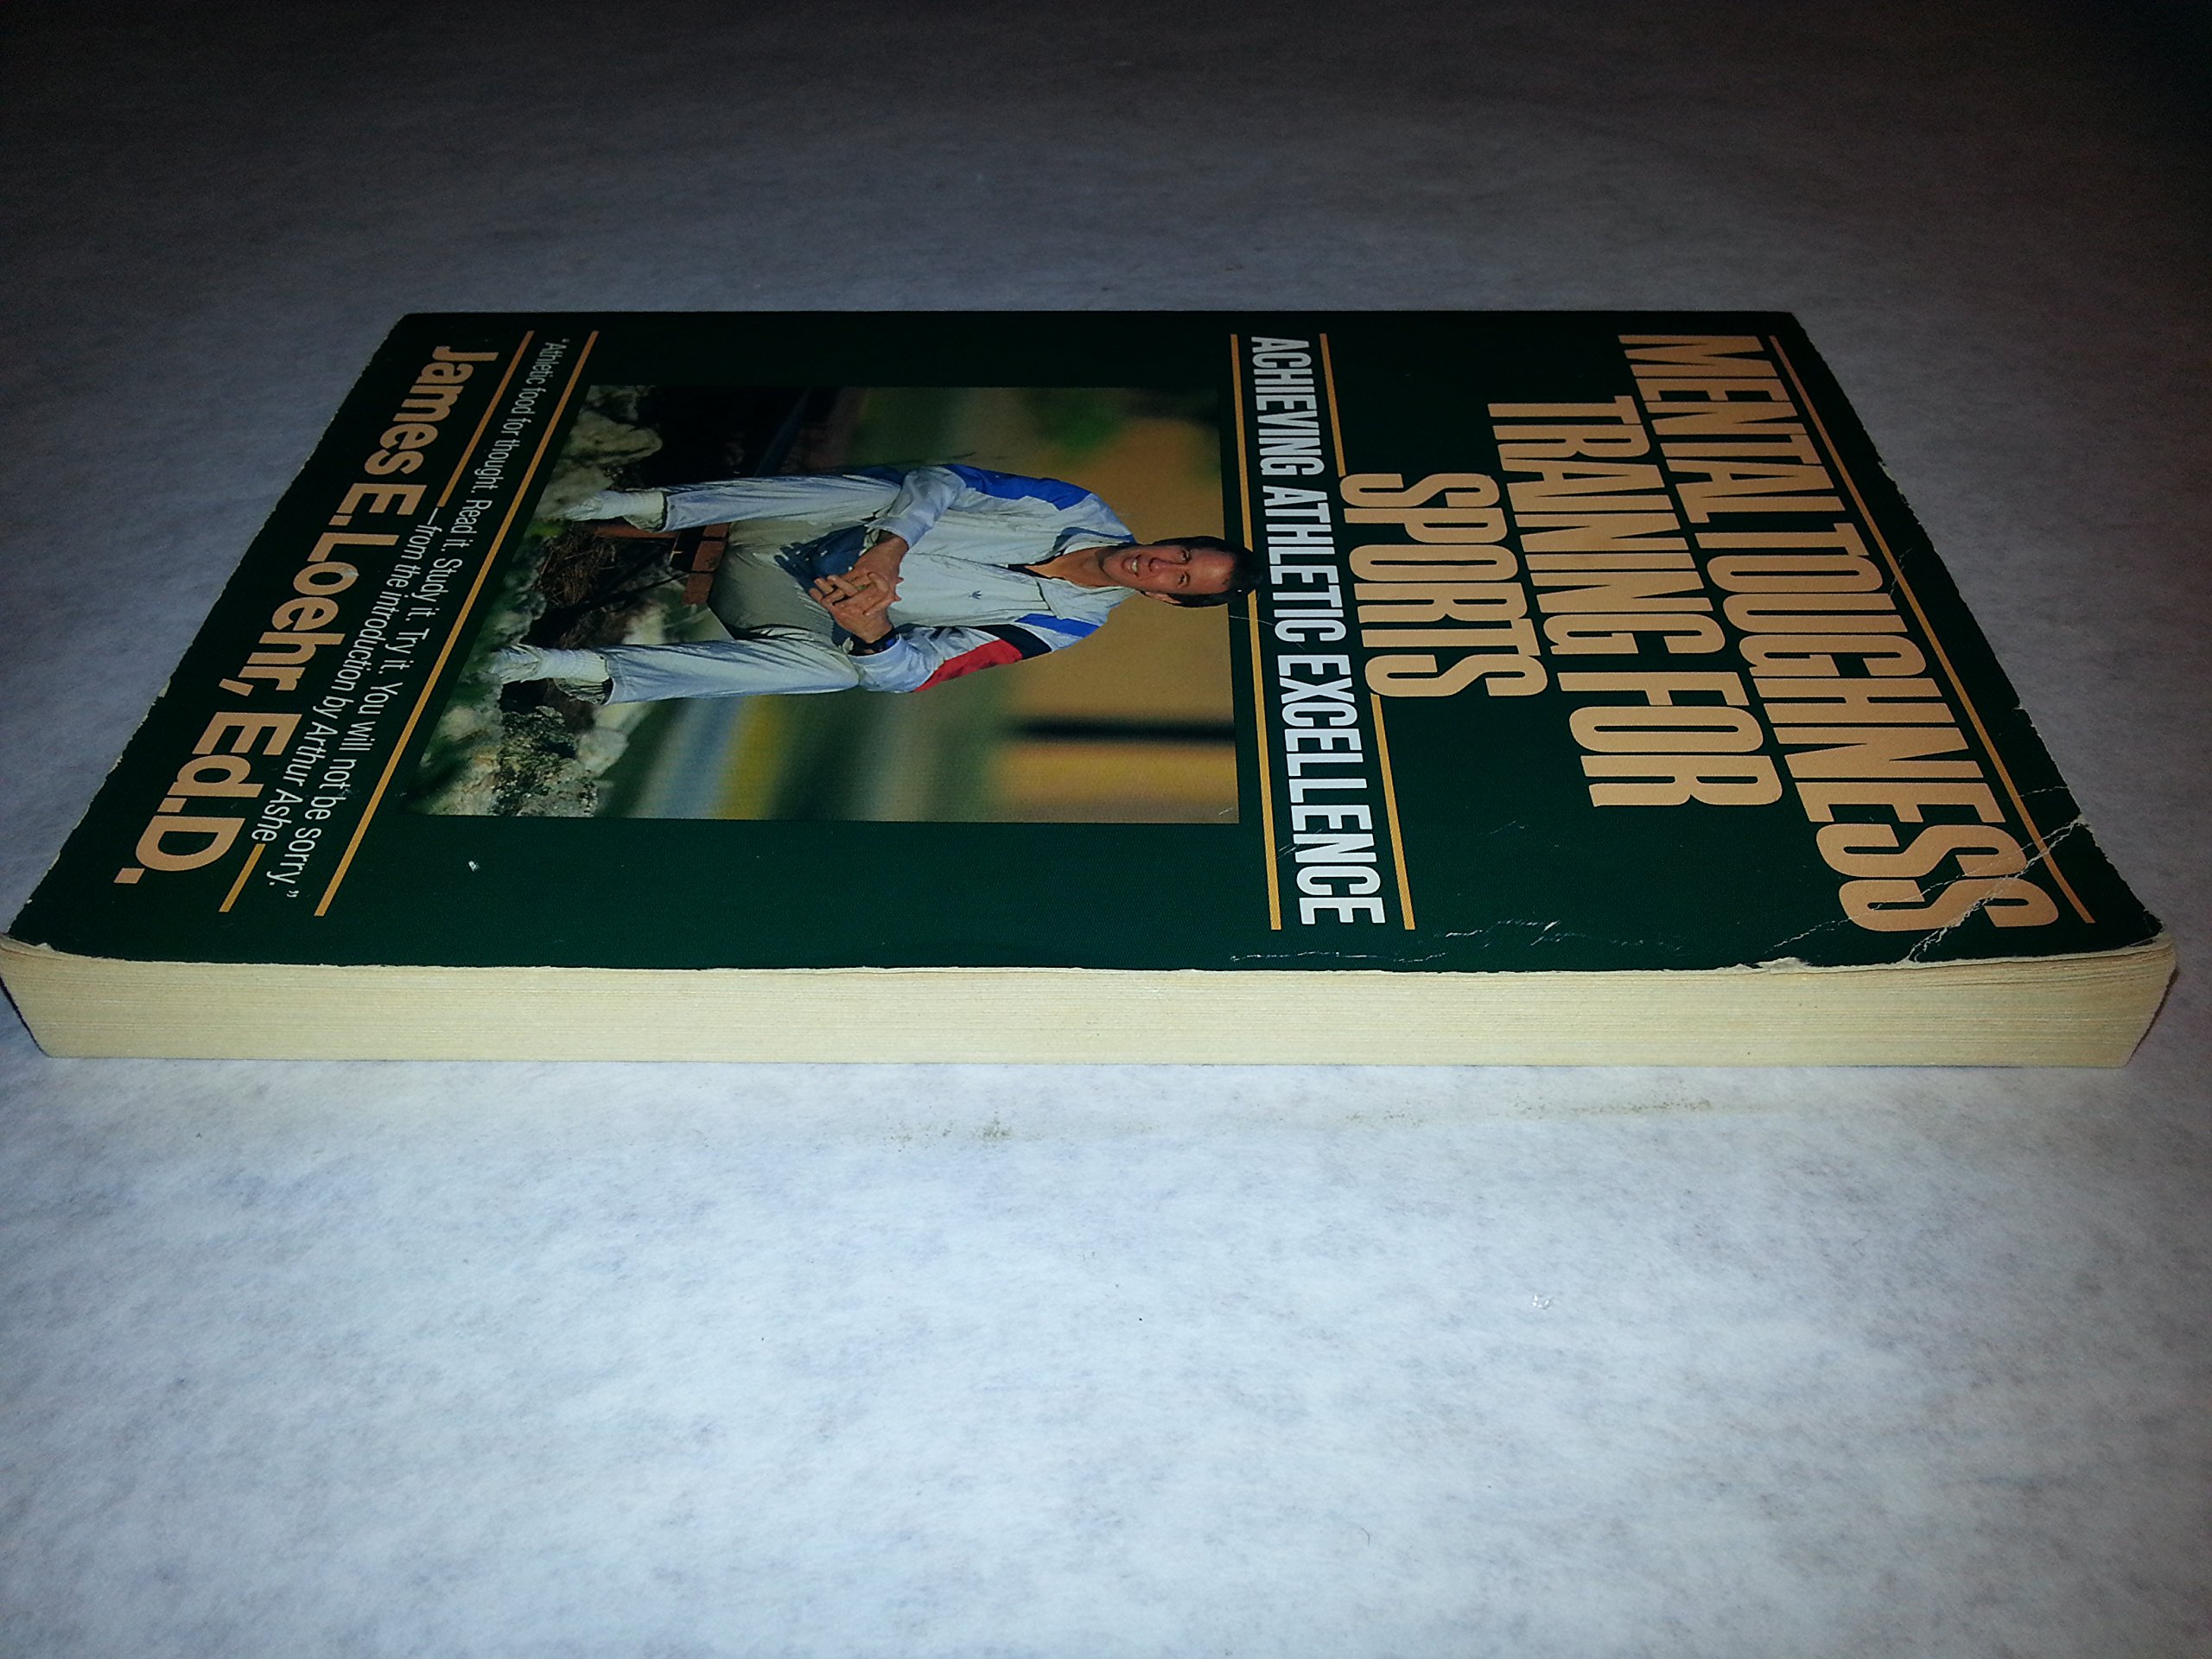 MENTAL TOUGHNESS
TRAINING FOR
SPORTS
ACHIEVING ATHLETIC EXCELLENCE
"Athletic food for thought. Read it. Study it. Try it. You will not be sorry."
—from the introduction by Arthur Ashe
James E. Loehr, Ed.D.